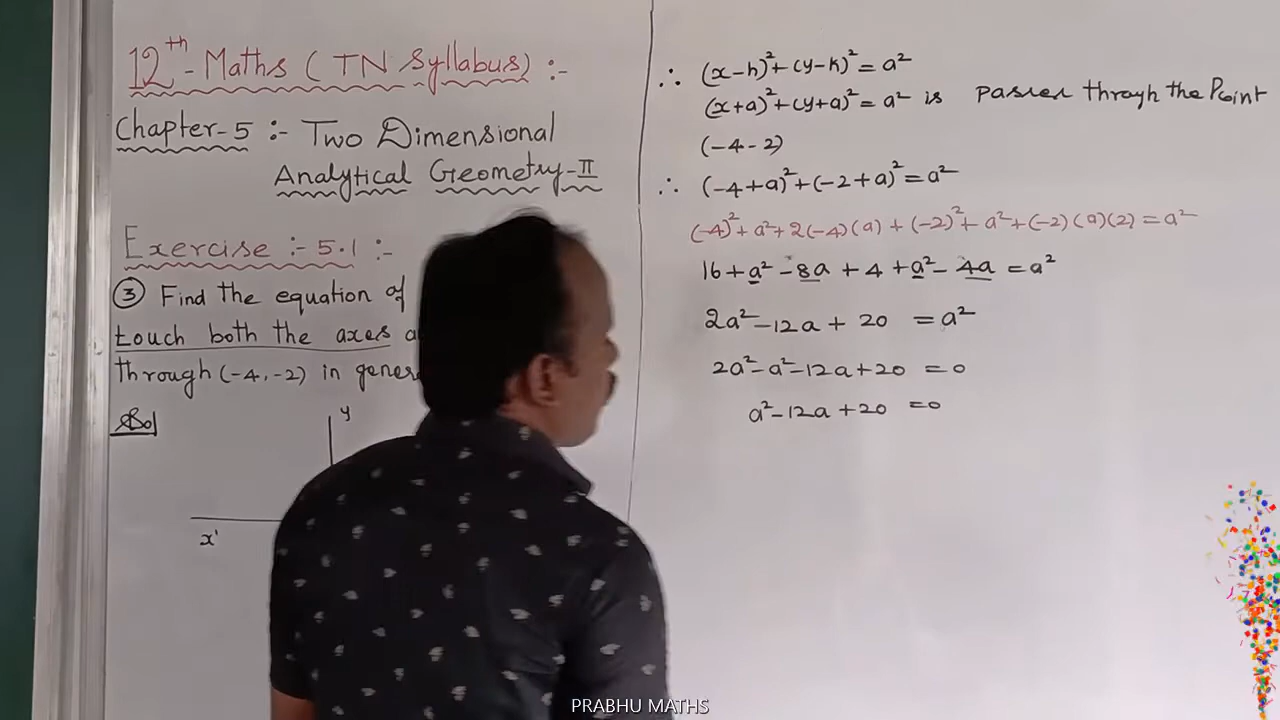 12th - Maths ( TN Syllabus) :-
Chapter-5 :- Two Dimensional
Analytical Geometry-II
Exercise :- 5.1 :-
③ Find the equation of
touch both the axes
through (-4,-2) in
Sol
y
x'
∴ (x-h)²+(y-k)²=a²
(x+a)²+(y+a)²=a² is passes through the Point
(-4 -2)
∴ (-4+a)²+(-2+a)²=a²
(-4)²+a²+2(-4)(a)+(-2)²+a²+(-2)(a)(2)=a²
16+a²-8a+4+a²-4a=a²
2a²-12a+20 =a²
2a²-a²-12a+20 =0
a²-12a+20 =0
PRABHU MATHS